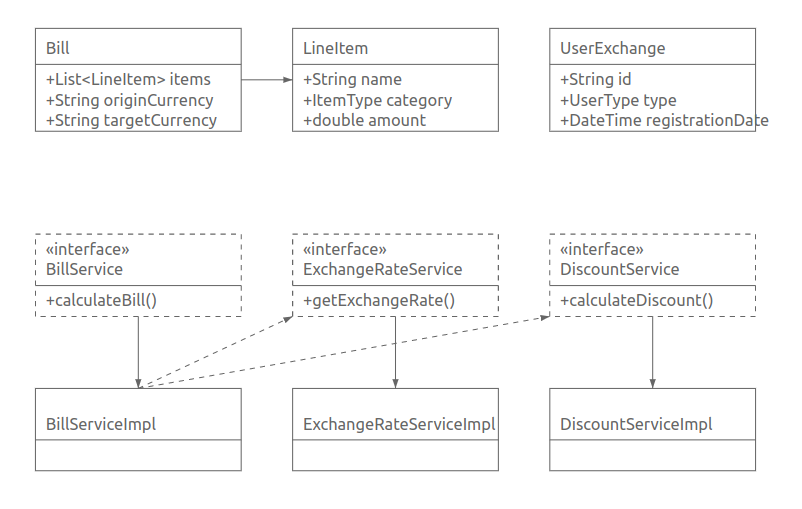 Bill
+List<LineItem> items
+String originCurrency
+String targetCurrency
LineItem
+String name
+ItemType category
+double amount
UserExchange
+String id
+UserType type
+DateTime registrationDate
«interface»
BillService
+calculateBill()
«interface»
ExchangeRateService
+getExchangeRate()
«interface»
DiscountService
+calculateDiscount()
BillServiceImpl
ExchangeRateServiceImpl
DiscountServiceImpl